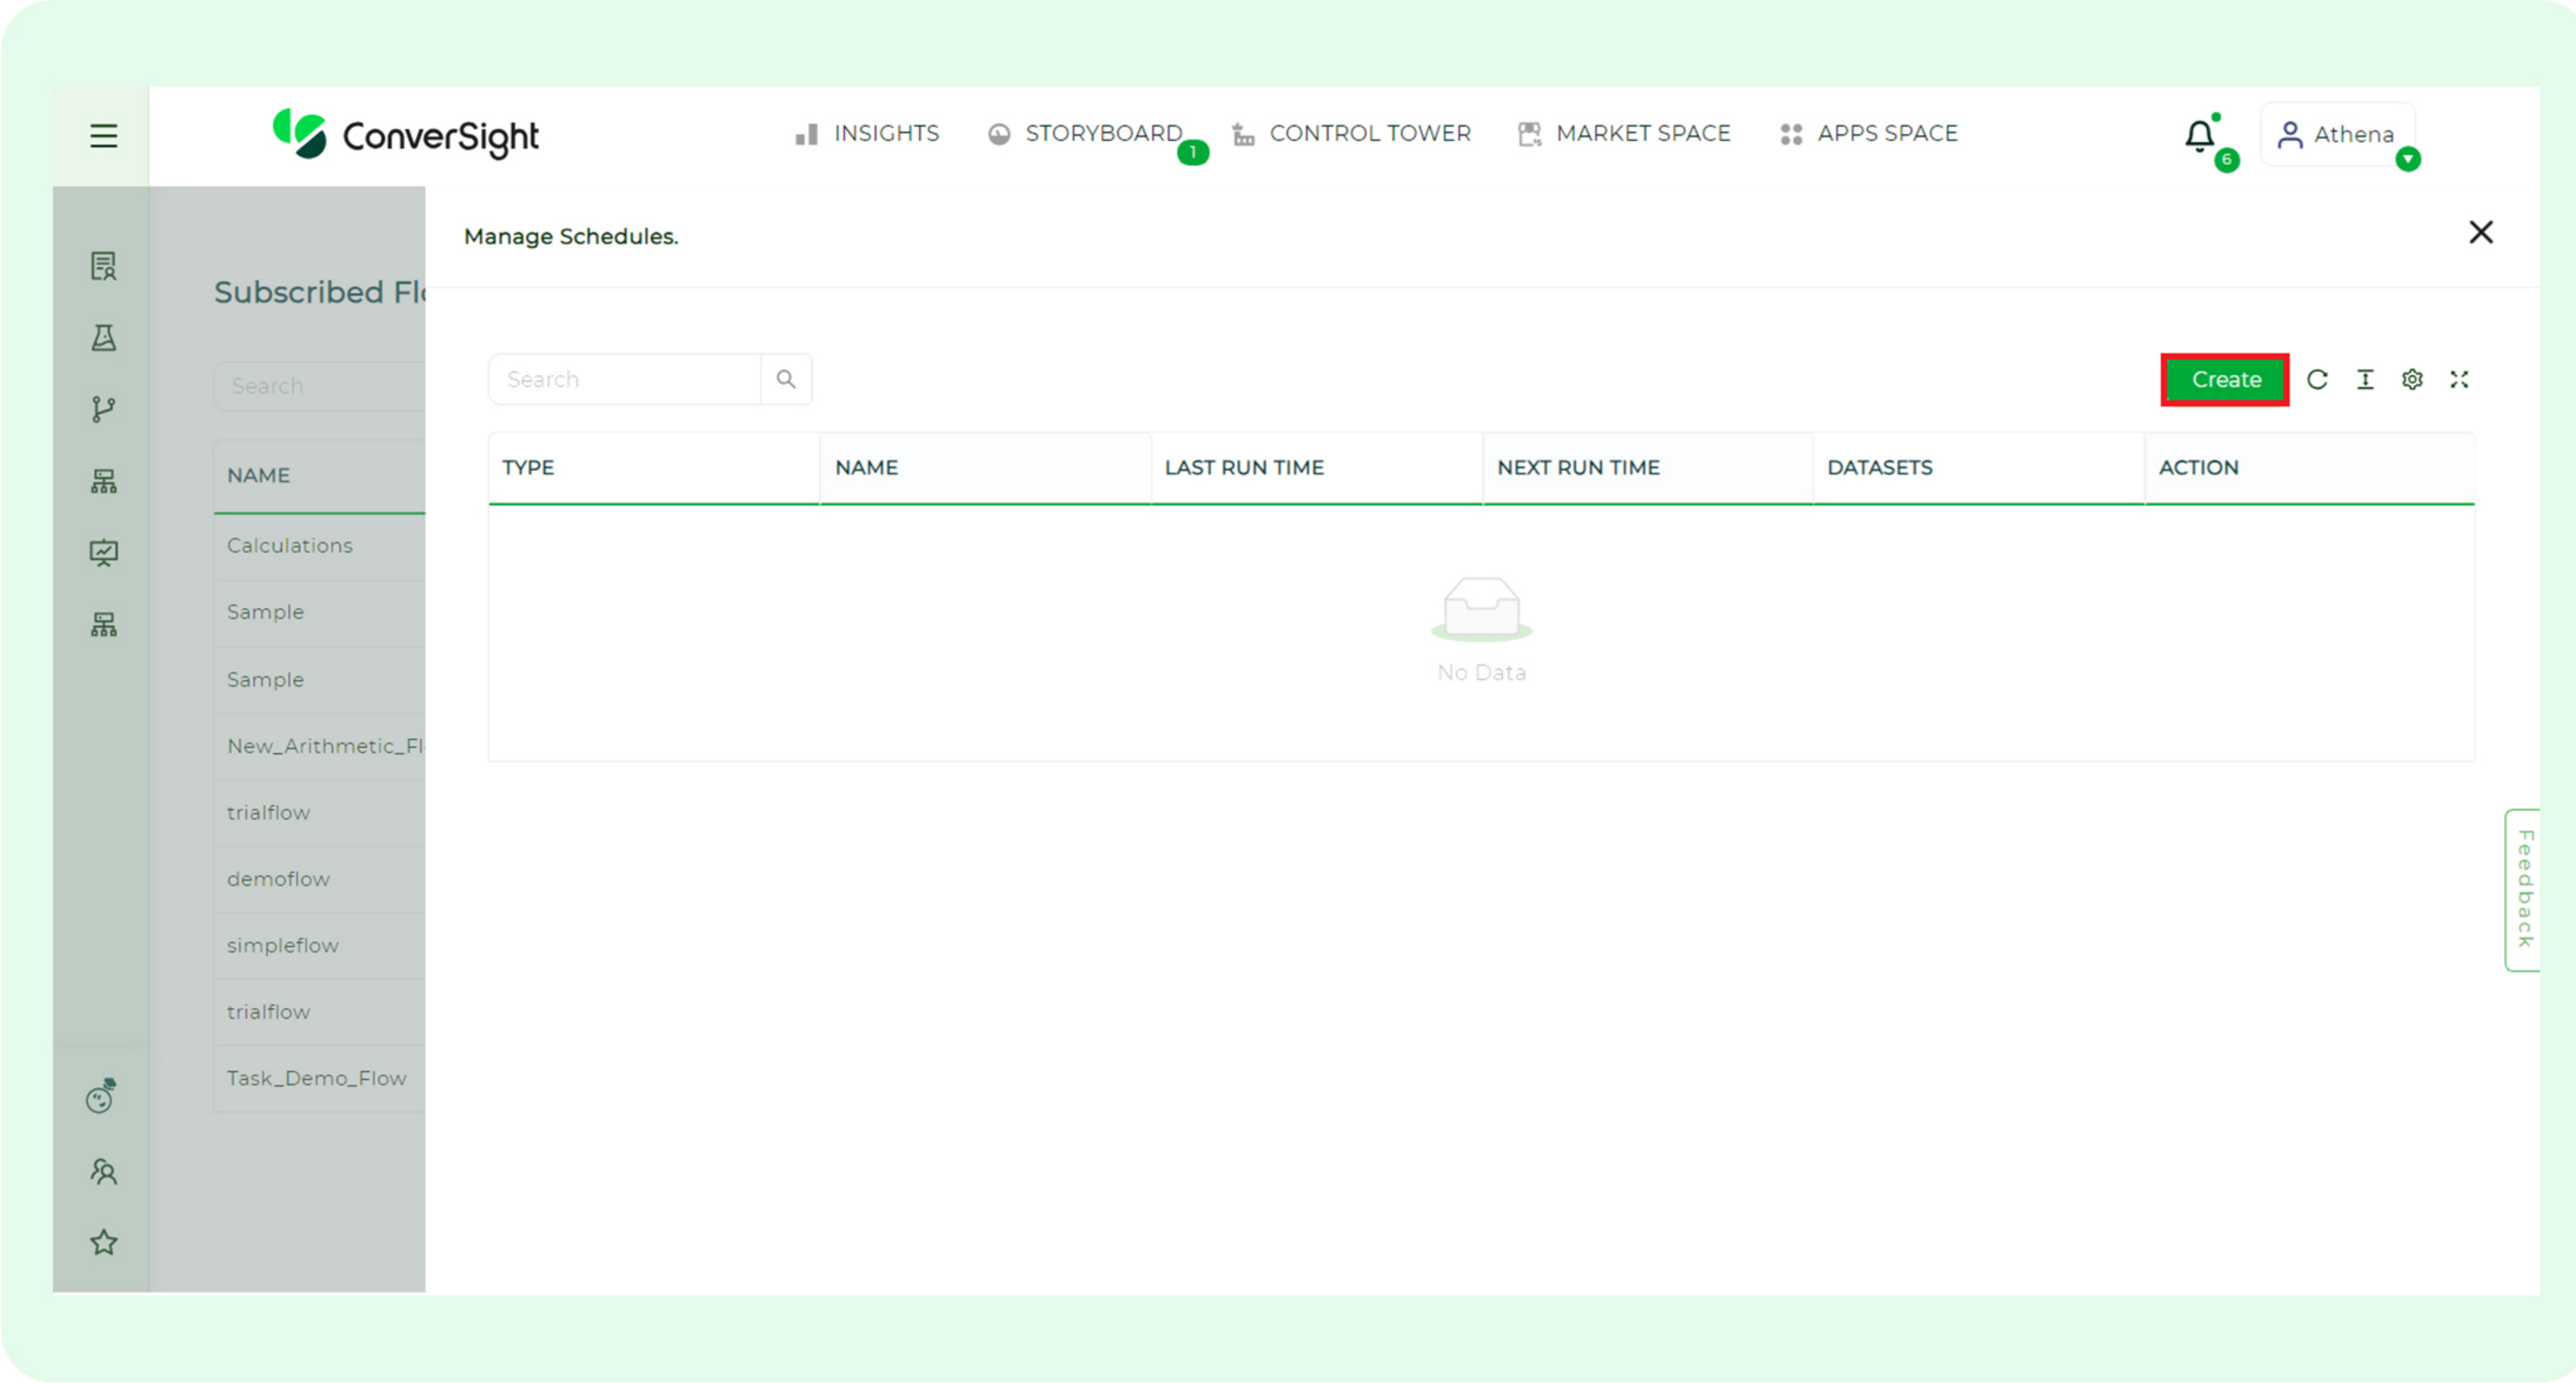 ConverSight
INSIGHTS
STORYBOARD
1
CONTROL TOWER
MARKET SPACE
APPS SPACE
6
Athena
Manage Schedules.
Subscribed Flo
Search
Search
Create
NAME
TYPE
NAME
LAST RUN TIME
NEXT RUN TIME
DATASETS
ACTION
Calculations
Sample
Sample
New_Arithmetic_Fl
trialflow
demoflow
simpleflow
trialflow
Task_Demo_Flow
No Data
Feedback